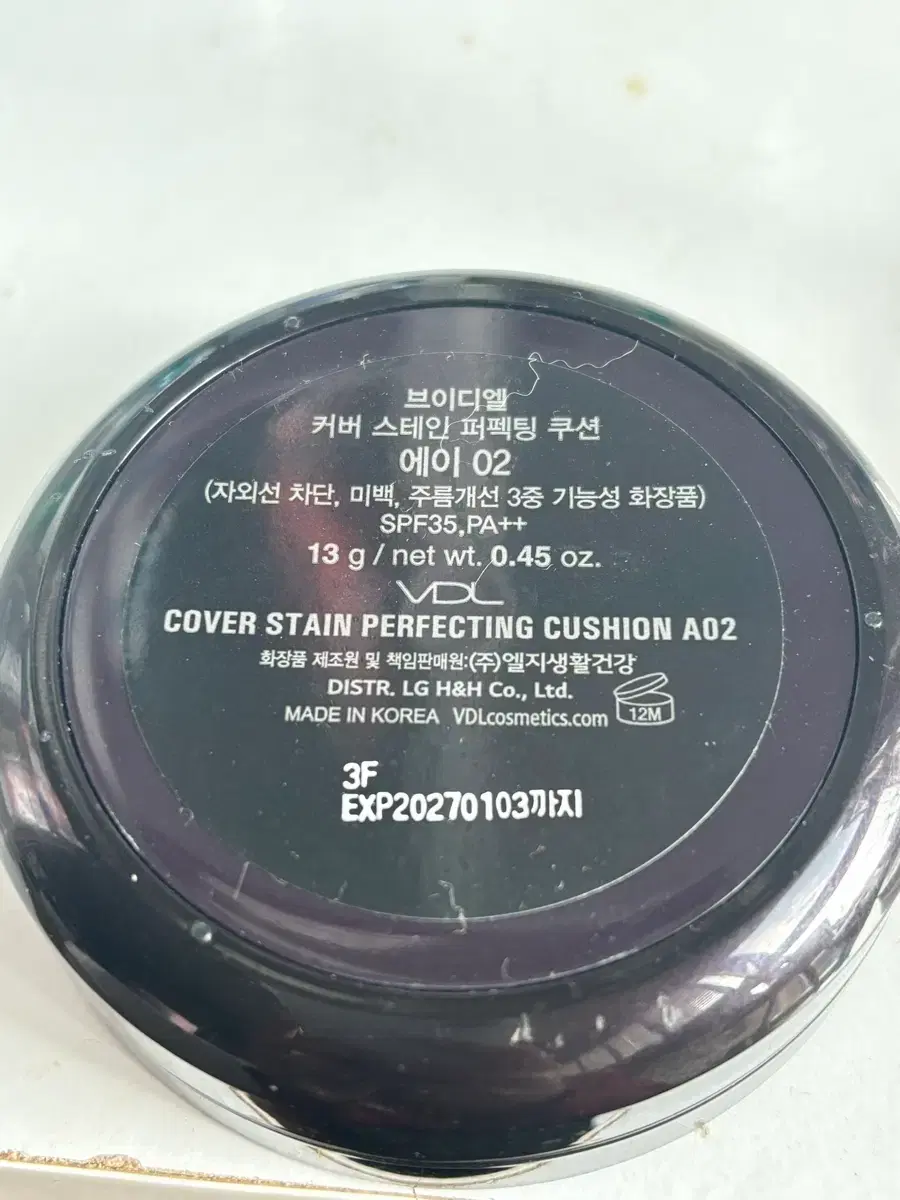 브이디엘
커버 스테인 퍼펙팅 쿠션
에이 02
(자외선 차단, 미백, 주름개선 3중 기능성 화장품)
SPF35,PA++
13 g / net wt. 0.45 oz.
VDL
COVER STAIN PERFECTING CUSHION A02
화장품 제조원 및 책임판매원:(주)엘지생활건강
DISTR. LG H&H Co., Ltd.
MADE IN KOREA VDLcosmetics.com 12M
3F
EXP20270103까지